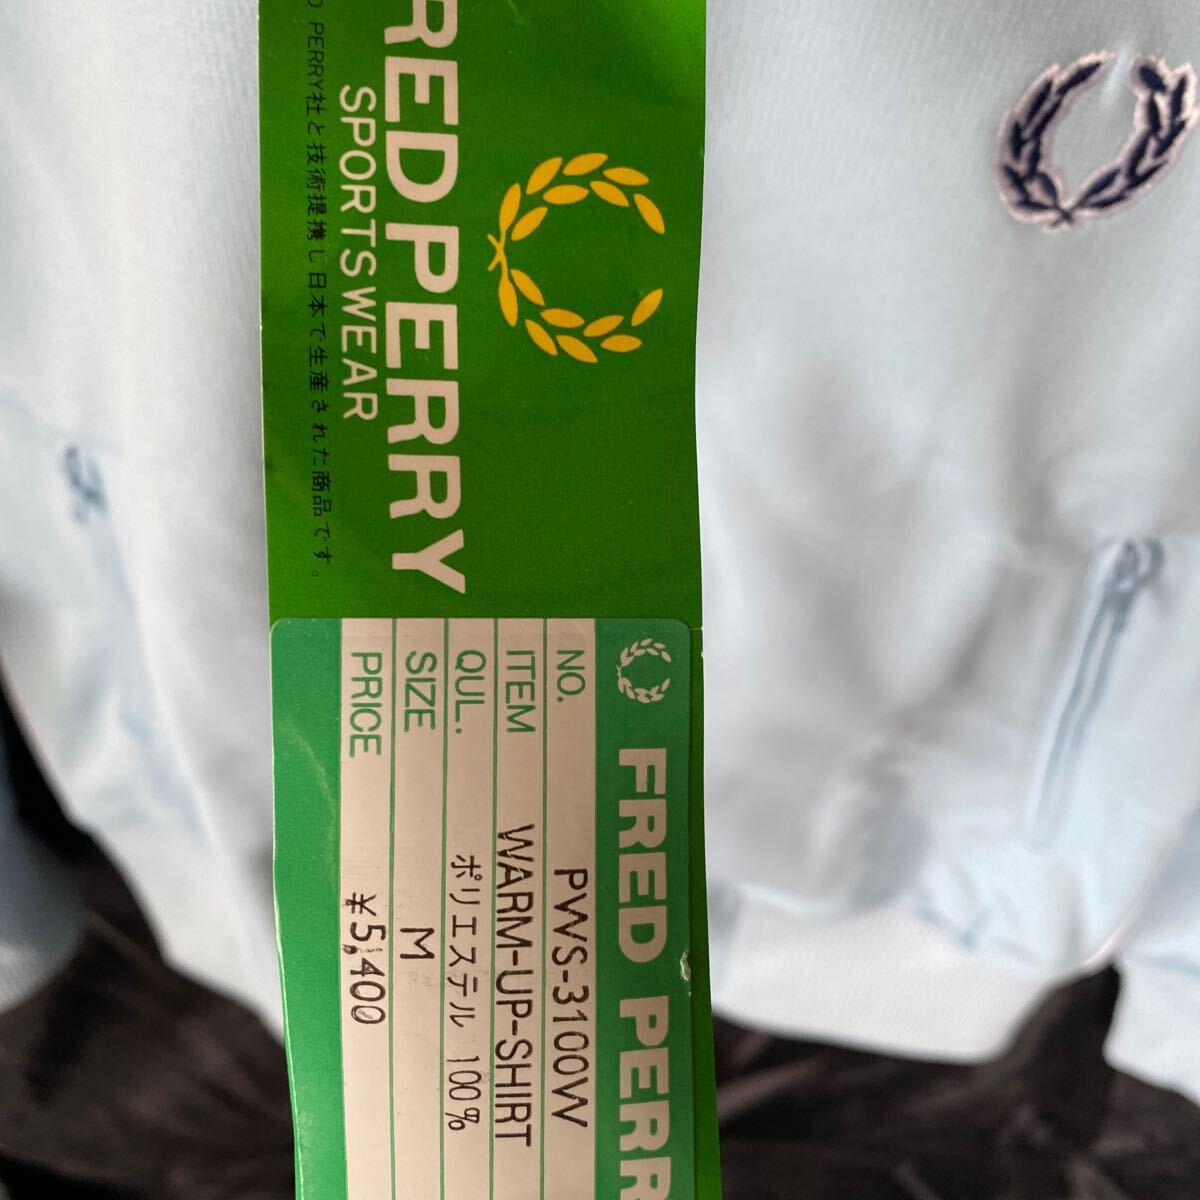 RED PERRY
SPORTSWEAR
PERRY社と技術提携し日本で生産された商品です。
FRED PERR
NO. PWS-3100W
ITEM WARM-UP-SHIRT
QUL. ポリエステル 100%
SIZE M
PRICE ¥5,400